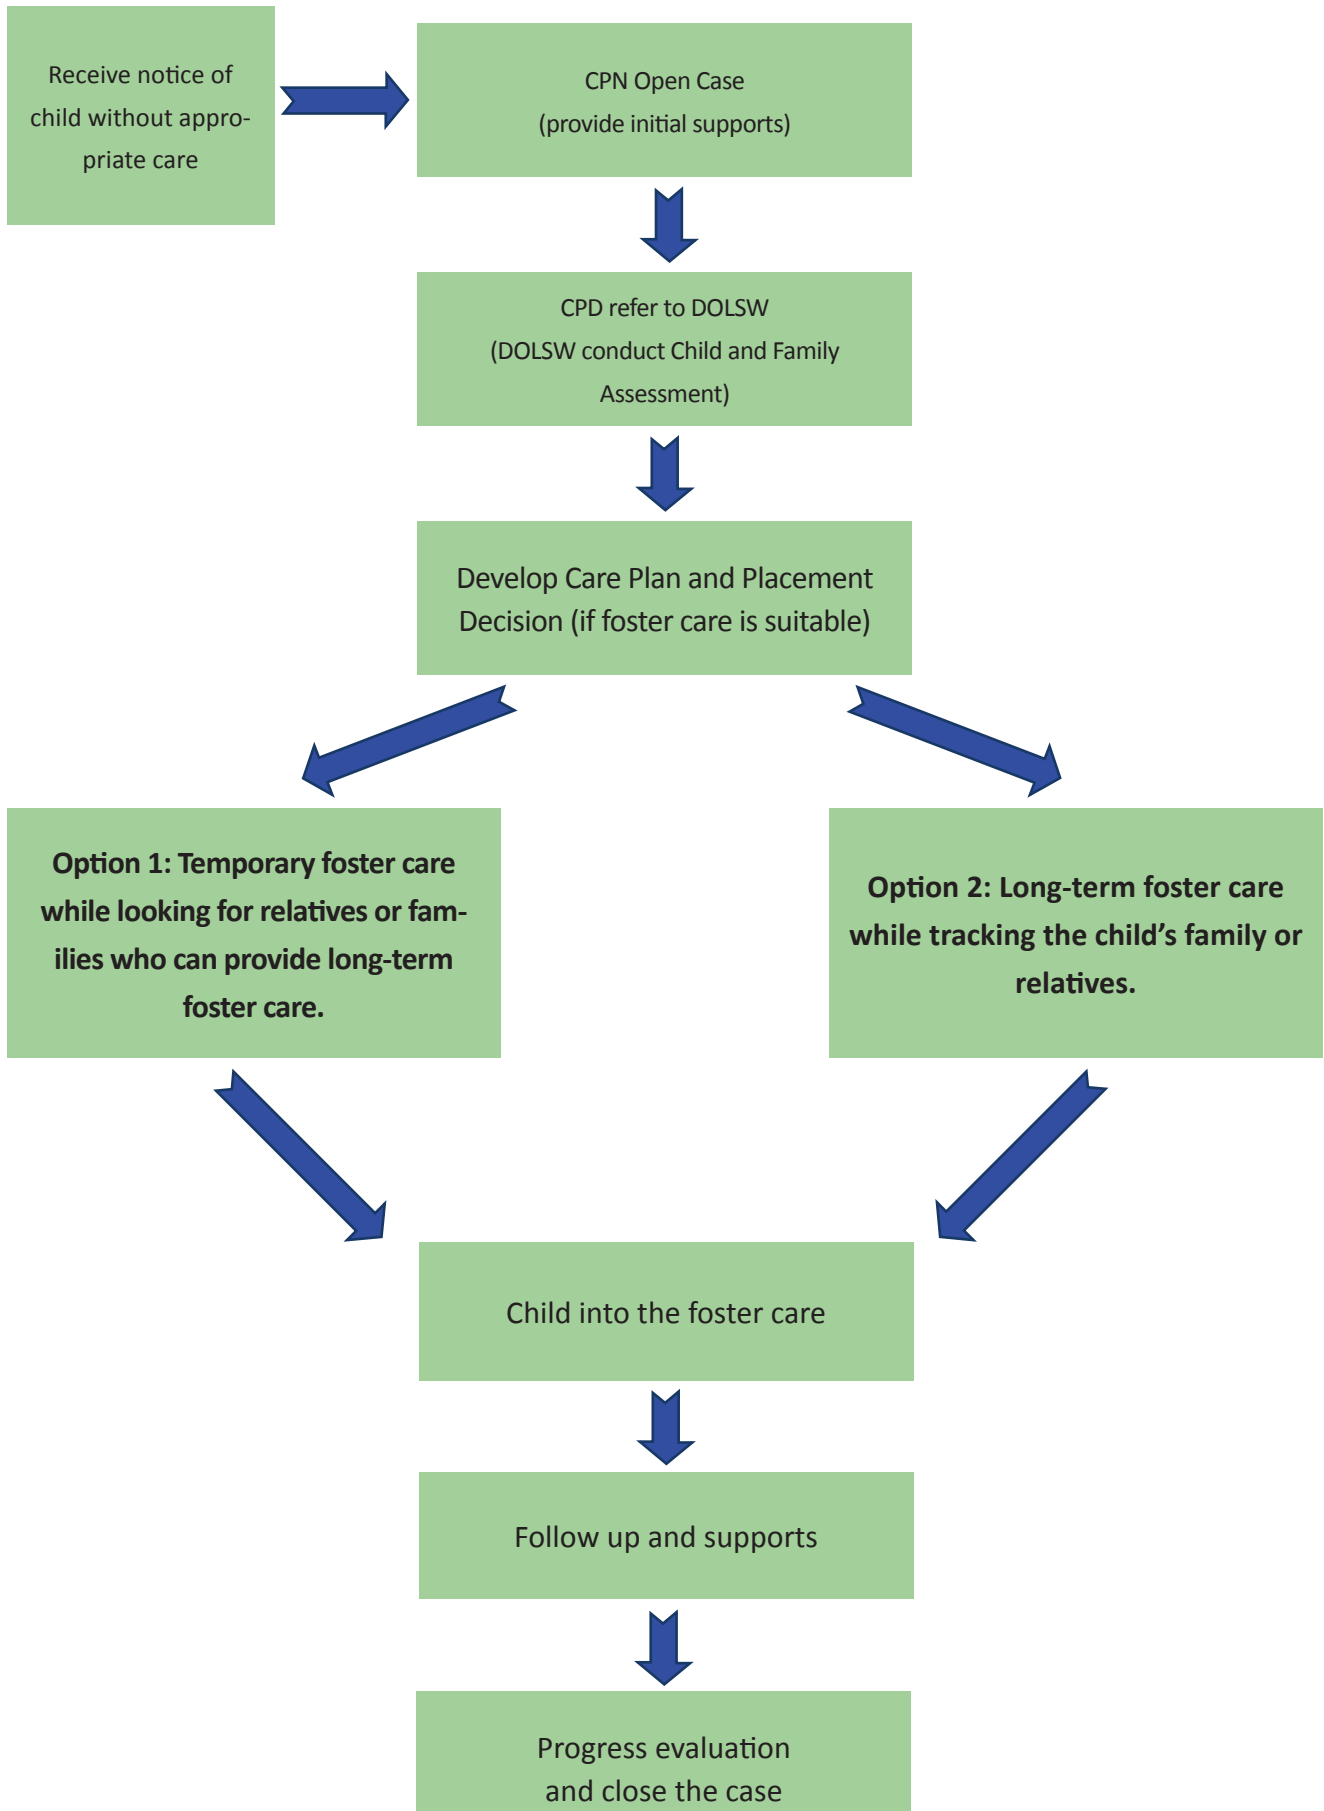 Receive notice of
child without appro-
priate care
CPN Open Case
(provide initial supports)
CPD refer to DOLSW
(DOLSW conduct Child and Family
Assessment)
Develop Care Plan and Placement
Decision (if foster care is suitable)
Option 1: Temporary foster care
while looking for relatives or fam-
ilies who can provide long-term
foster care.
Option 2: Long-term foster care
while tracking the child’s family or
relatives.
Child into the foster care
Follow up and supports
Progress evaluation
and close the case